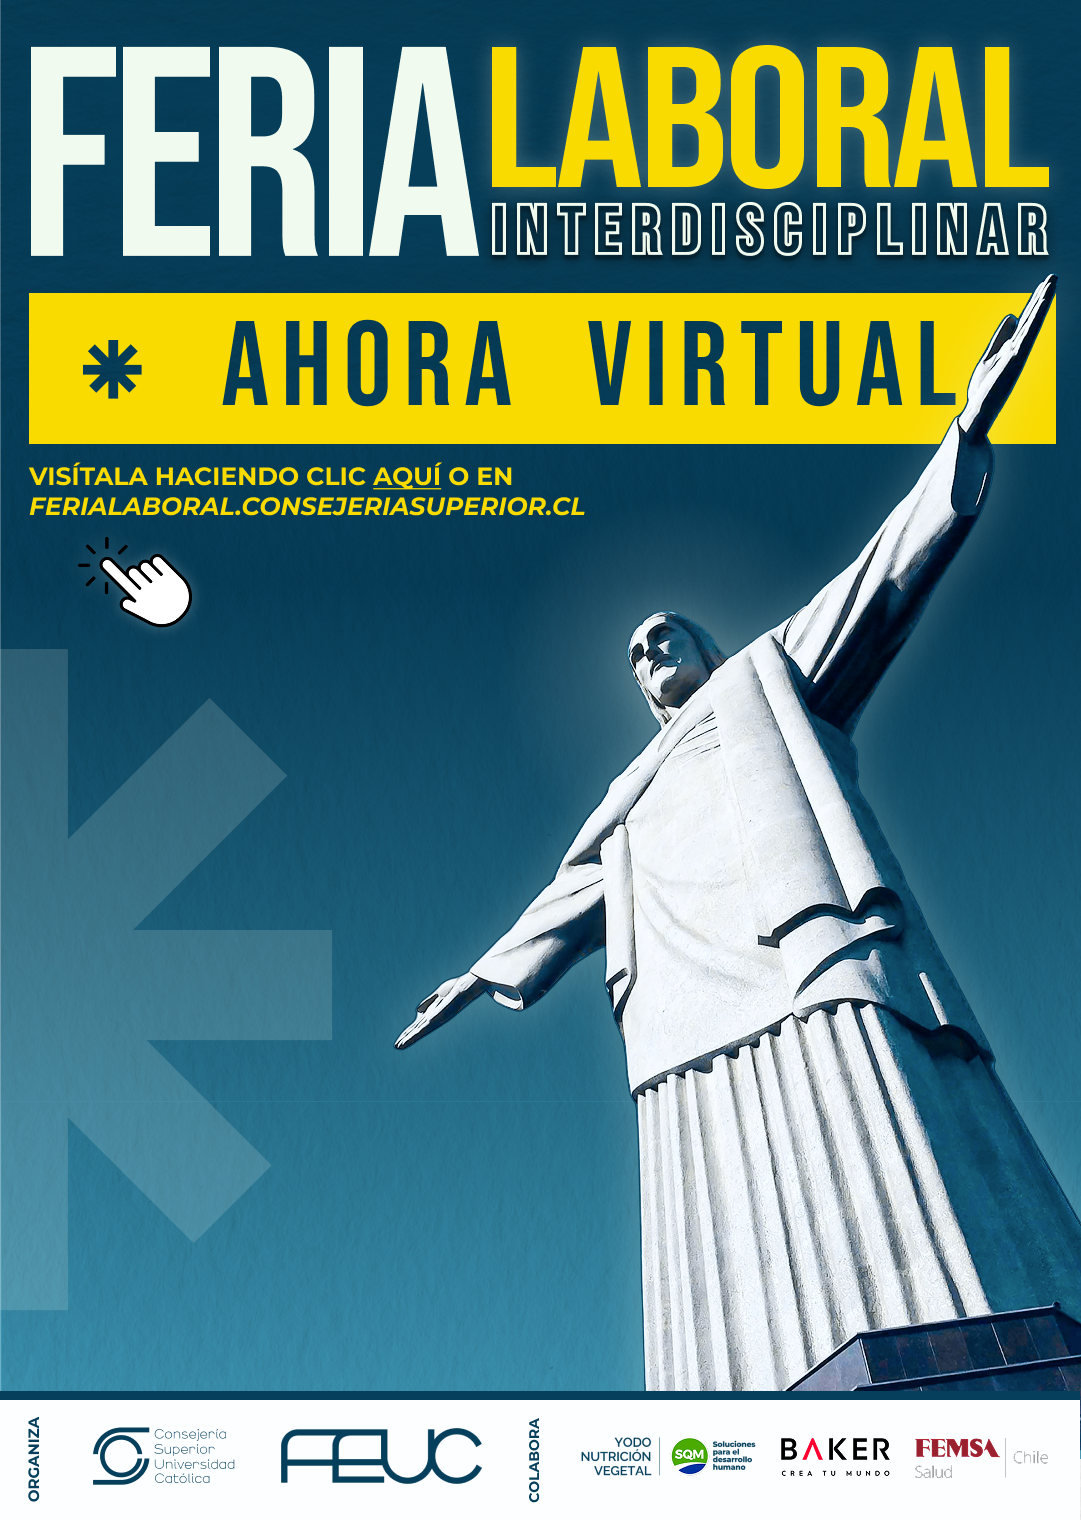 FERIA
LABORAL
INTERDISCIPLINAR
* AHORA VIRTUAL
VISÍTALA HACIENDO CLIC AQUÍ O EN
FERIALABORAL.CONSEJERIASUPERIOR.CL
ORGANIZA
Consejería
Superior
Universidad
Católica
FEUC
COLABORA
YODO
NUTRICIÓN
VEGETAL
SQM
Soluciones
para el
desarrollo
humano
BAKER
CREA TU MUNDO
FEMSA
Salud
Chile